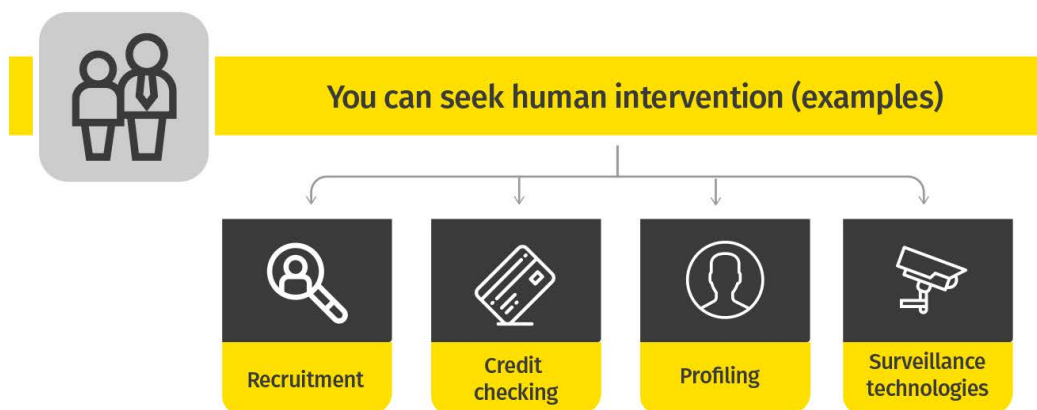 You can seek human intervention (examples)
Recruitment
Credit
checking
Profiling
Surveillance
technologies